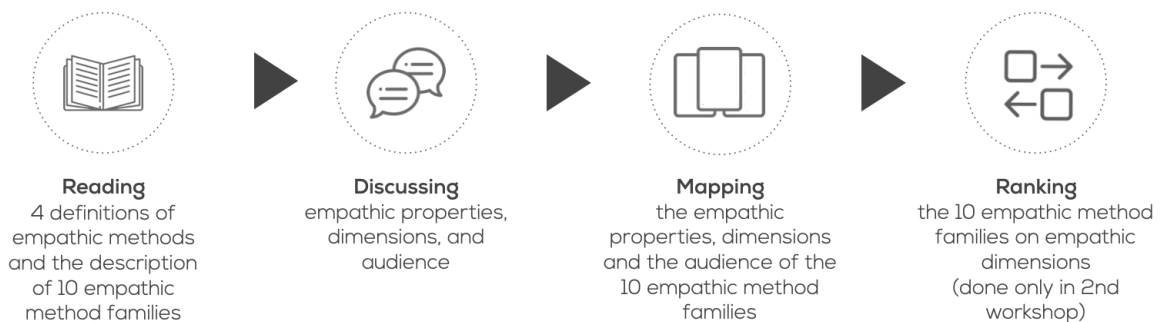 Reading
4 definitions of
empathic methods
and the description
of 10 empathic
method families
Discussing
empathic properties,
dimensions, and
audience
Mapping
the empathic
properties, dimensions
and the audience of the
10 empathic method
families
Ranking
the 10 empathic method
families on empathic
dimensions
(done only in 2nd
workshop)